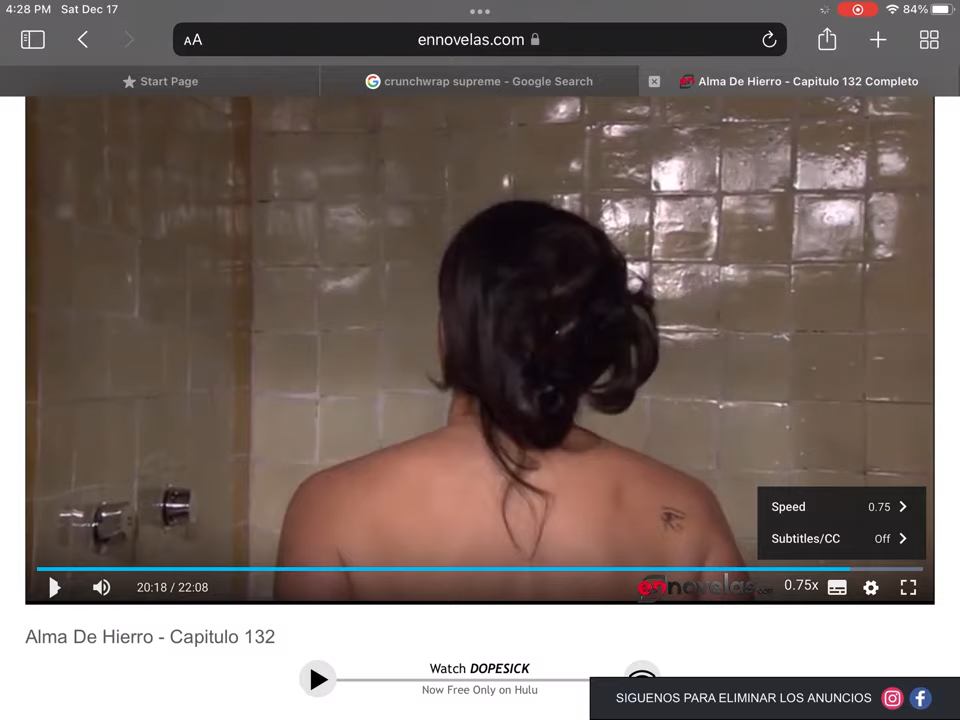 4:28 PM Sat Dec 17
84%
AA ennovelas.com
Start Page
crunchwrap supreme - Google Search
Alma De Hierro - Capitulo 132 Completo
Speed 0.75
Subtitles/CC Off
20:18 / 22:08
ennovelas.com
0.75x
Alma De Hierro - Capitulo 132
Watch DOPESICK
Now Free Only on Hulu
SIGUENOS PARA ELIMINAR LOS ANUNCIOS